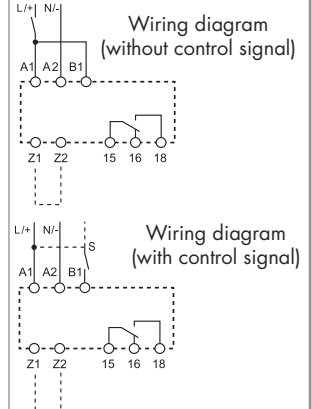 L/+ N/-
Wiring diagram
(without control signal)
A1 A2 B1
Z1 Z2 15 16 18
L/+ N/-
S
Wiring diagram
(with control signal)
A1 A2 B1
Z1 Z2 15 16 18